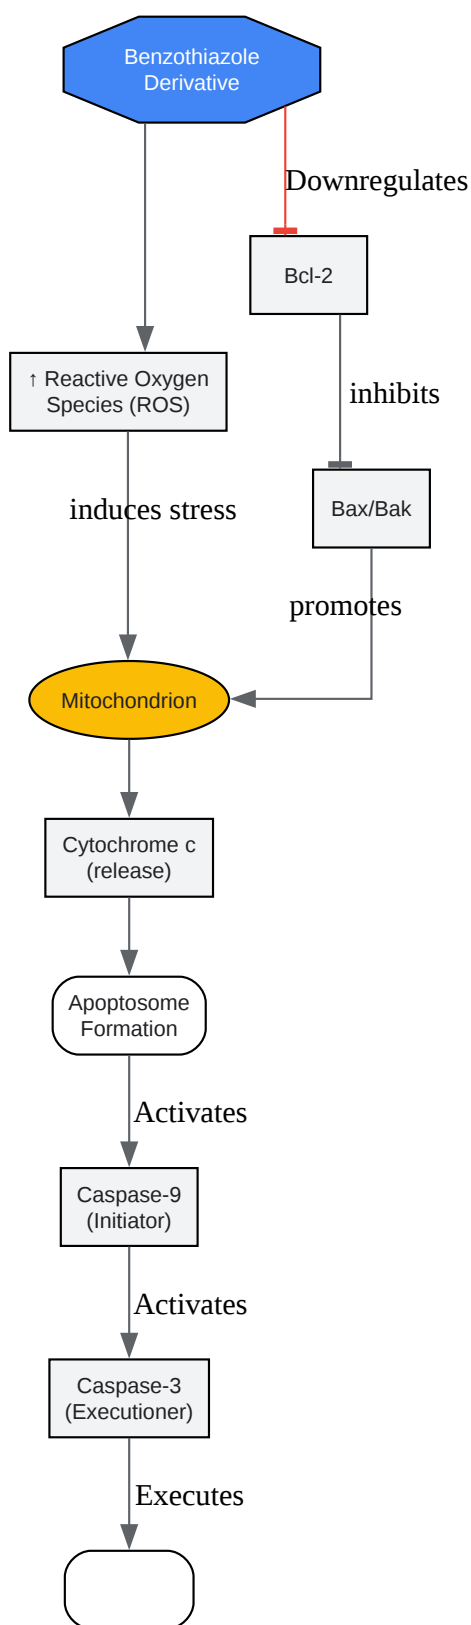 Benzothiazole
Derivative
Downregulates
Bcl-2
↑ Reactive Oxygen
Species (ROS)
inhibits
induces stress
Bax/Bak
promotes
Mitochondrion
Cytochrome c
(release)
Apoptosome
Formation
Activates
Caspase-9
(Initiator)
Activates
Caspase-3
(Executioner)
Executes